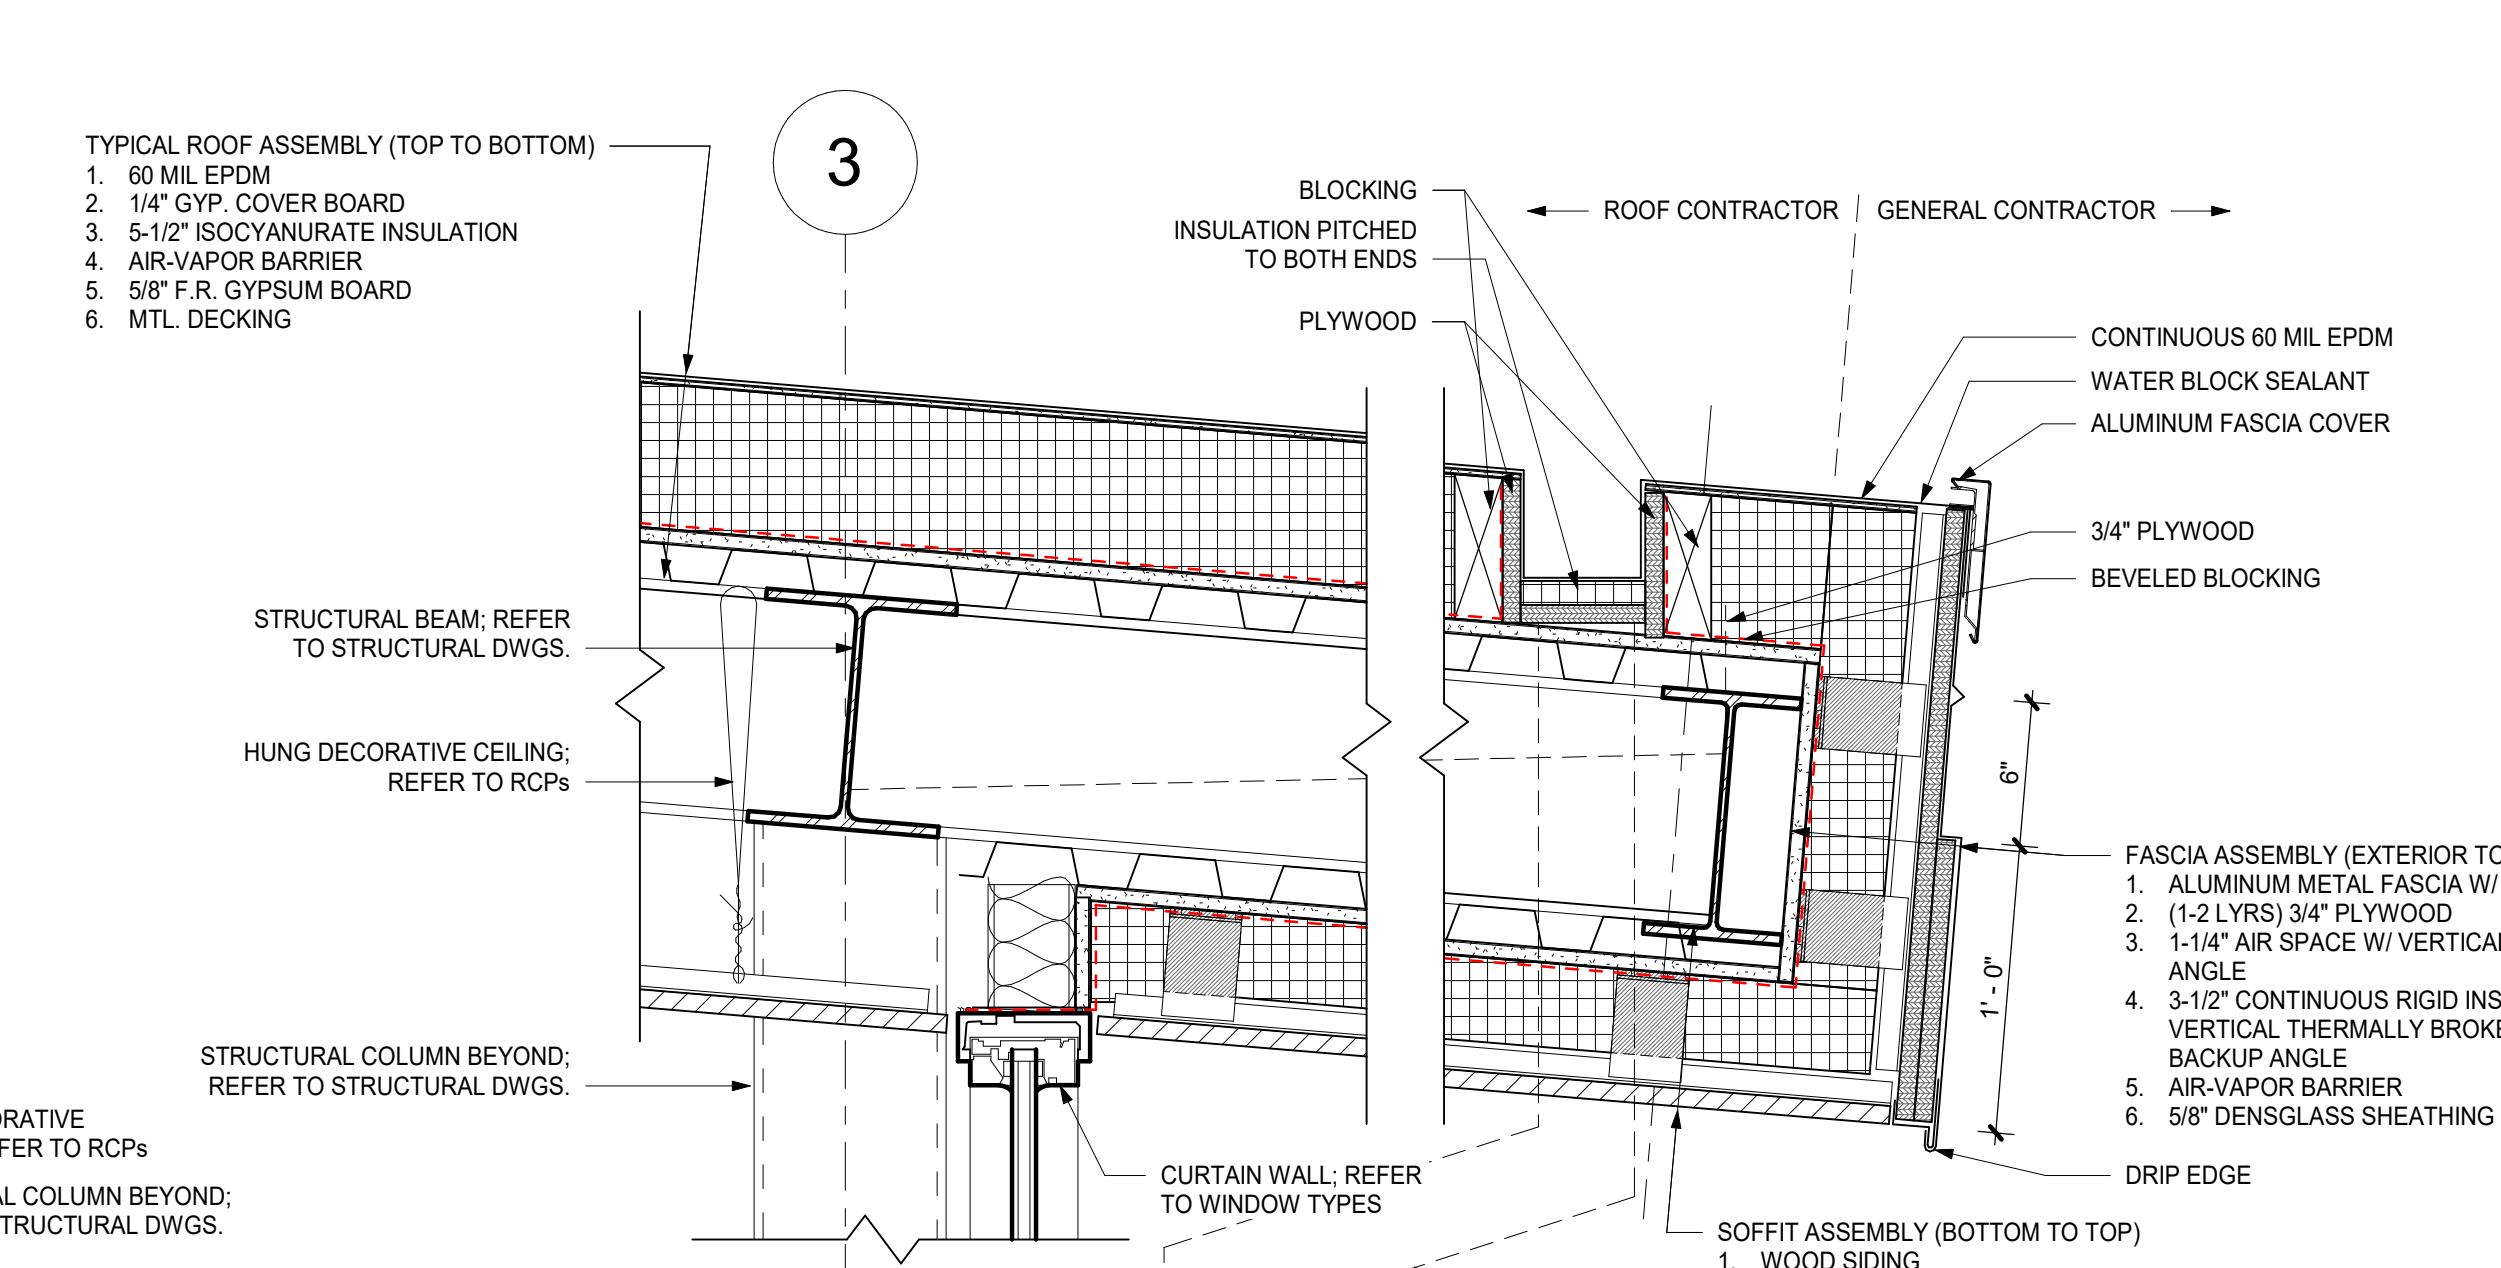 TYPICAL ROOF ASSEMBLY (TOP TO BOTTOM)
1. 60 MIL EPDM
2. 1/4" GYP. COVER BOARD
3. 5-1/2" ISOCYANURATE INSULATION
4. AIR-VAPOR BARRIER
5. 5/8" F.R. GYPSUM BOARD
6. MTL. DECKING
3
BLOCKING
INSULATION PITCHED
TO BOTH ENDS
PLYWOOD
ROOF CONTRACTOR
GENERAL CONTRACTOR
CONTINUOUS 60 MIL EPDM
WATER BLOCK SEALANT
ALUMINUM FASCIA COVER
3/4" PLYWOOD
BEVELED BLOCKING
STRUCTURAL BEAM; REFER
TO STRUCTURAL DWGS.
HUNG DECORATIVE CEILING;
REFER TO RCPs
6"
1' - 0"
FASCIA ASSEMBLY (EXTERIOR TO
1. ALUMINUM METAL FASCIA W/
2. (1-2 LYRS) 3/4" PLYWOOD
3. 1-1/4" AIR SPACE W/ VERTICAL
ANGLE
4. 3-1/2" CONTINUOUS RIGID INS
VERTICAL THERMALLY BROKE
BACKUP ANGLE
5. AIR-VAPOR BARRIER
6. 5/8" DENSGLASS SHEATHING
DRIP EDGE
STRUCTURAL COLUMN BEYOND;
REFER TO STRUCTURAL DWGS.
ORATIVE
FER TO RCPs
AL COLUMN BEYOND;
STRUCTURAL DWGS.
CURTAIN WALL; REFER
TO WINDOW TYPES
SOFFIT ASSEMBLY (BOTTOM TO TOP)
1. WOOD SIDING